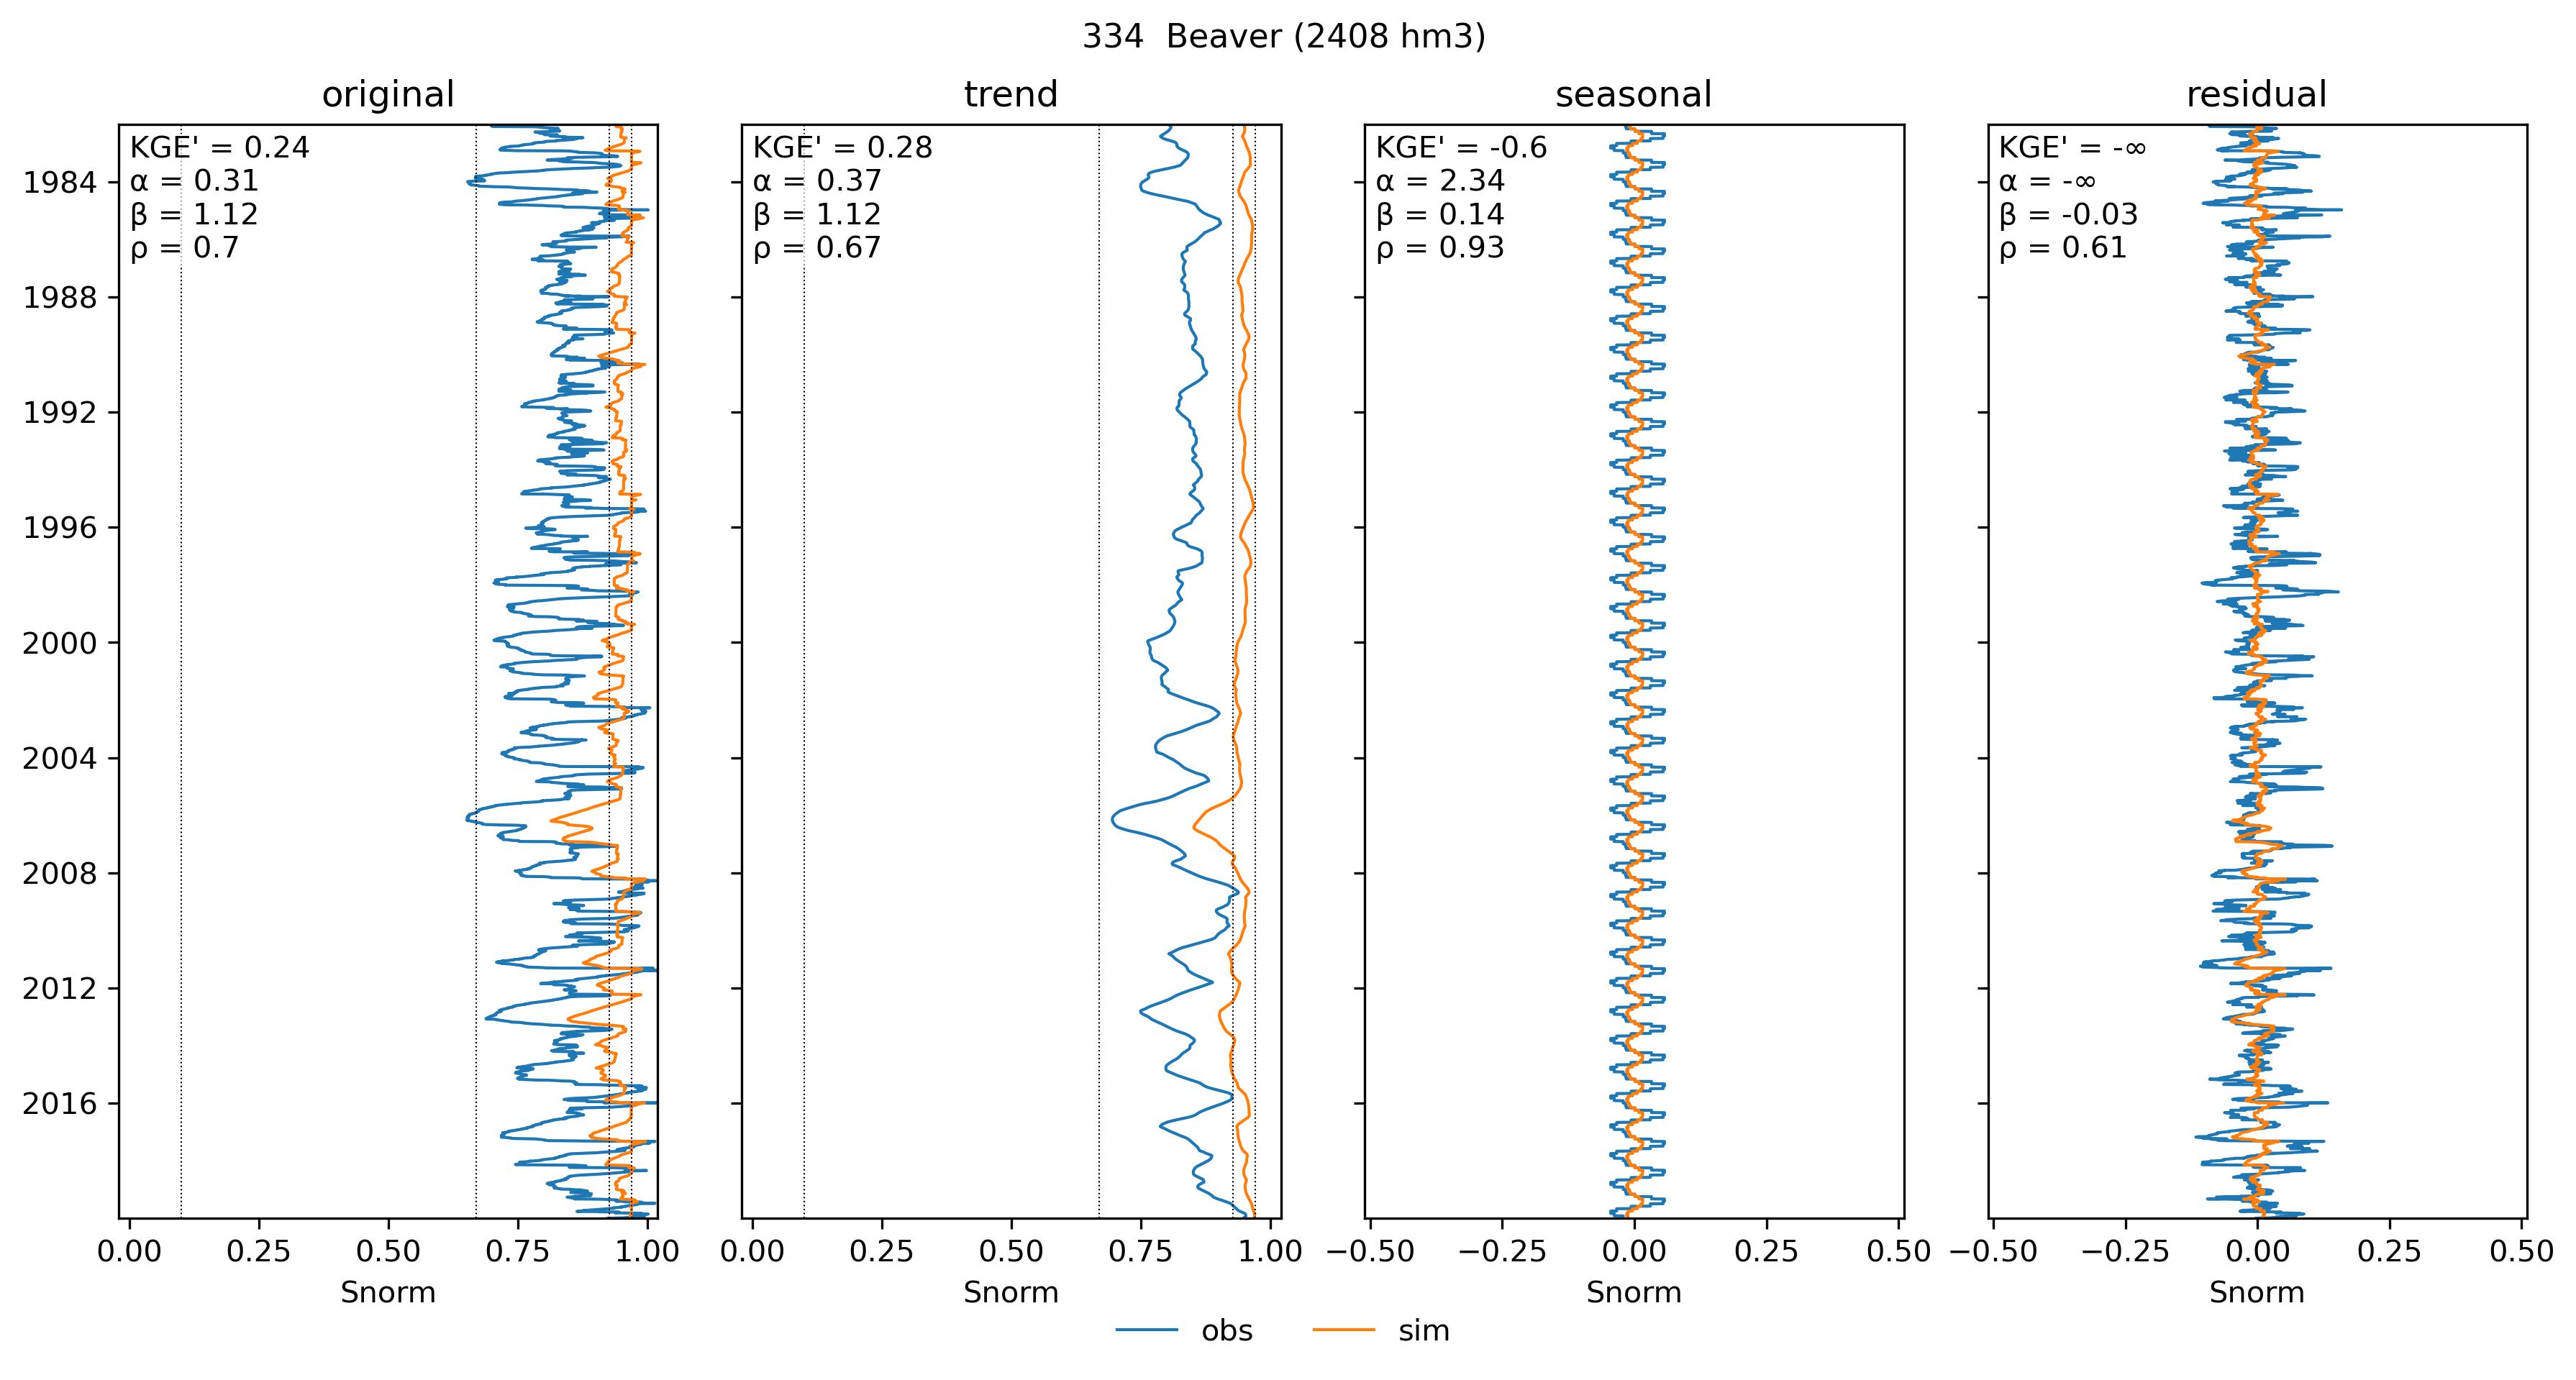 334  Beaver (2408 hm3)
original
KGE' = 0.24
α = 0.31
β = 1.12
ρ = 0.7
1984
1988
1992
1996
2000
2004
2008
2012
2016
0.00 0.25 0.50 0.75 1.00
Snorm
trend
KGE' = 0.28
α = 0.37
β = 1.12
ρ = 0.67
0.00 0.25 0.50 0.75 1.00
Snorm
seasonal
KGE' = -0.6
α = 2.34
β = 0.14
ρ = 0.93
−0.50 −0.25 0.00 0.25 0.50
Snorm
residual
KGE' = -∞
α = -∞
β = -0.03
ρ = 0.61
−0.50 −0.25 0.00 0.25 0.50
Snorm
obs sim